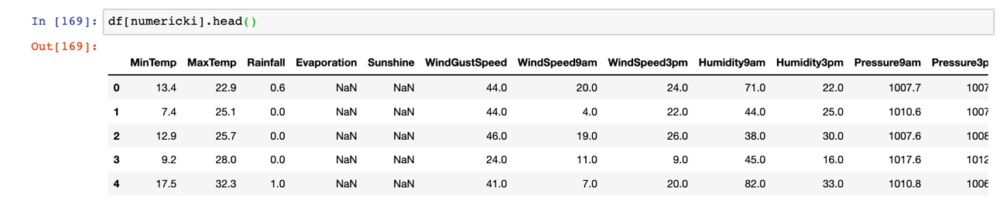 In [169]: df[numericki].head()
Out[169]:
MinTemp MaxTemp Rainfall Evaporation Sunshine WindGustSpeed WindSpeed9am WindSpeed3pm Humidity9am Humidity3pm Pressure9am Pressure3p
0 13.4 22.9 0.6 NaN NaN 44.0 20.0 24.0 71.0 22.0 1007.7 1007
1 7.4 25.1 0.0 NaN NaN 44.0 4.0 22.0 44.0 25.0 1010.6 1007
2 12.9 25.7 0.0 NaN NaN 46.0 19.0 26.0 38.0 30.0 1007.6 1008
3 9.2 28.0 0.0 NaN NaN 24.0 11.0 9.0 45.0 16.0 1017.6 1012
4 17.5 32.3 1.0 NaN NaN 41.0 7.0 20.0 82.0 33.0 1010.8 1006